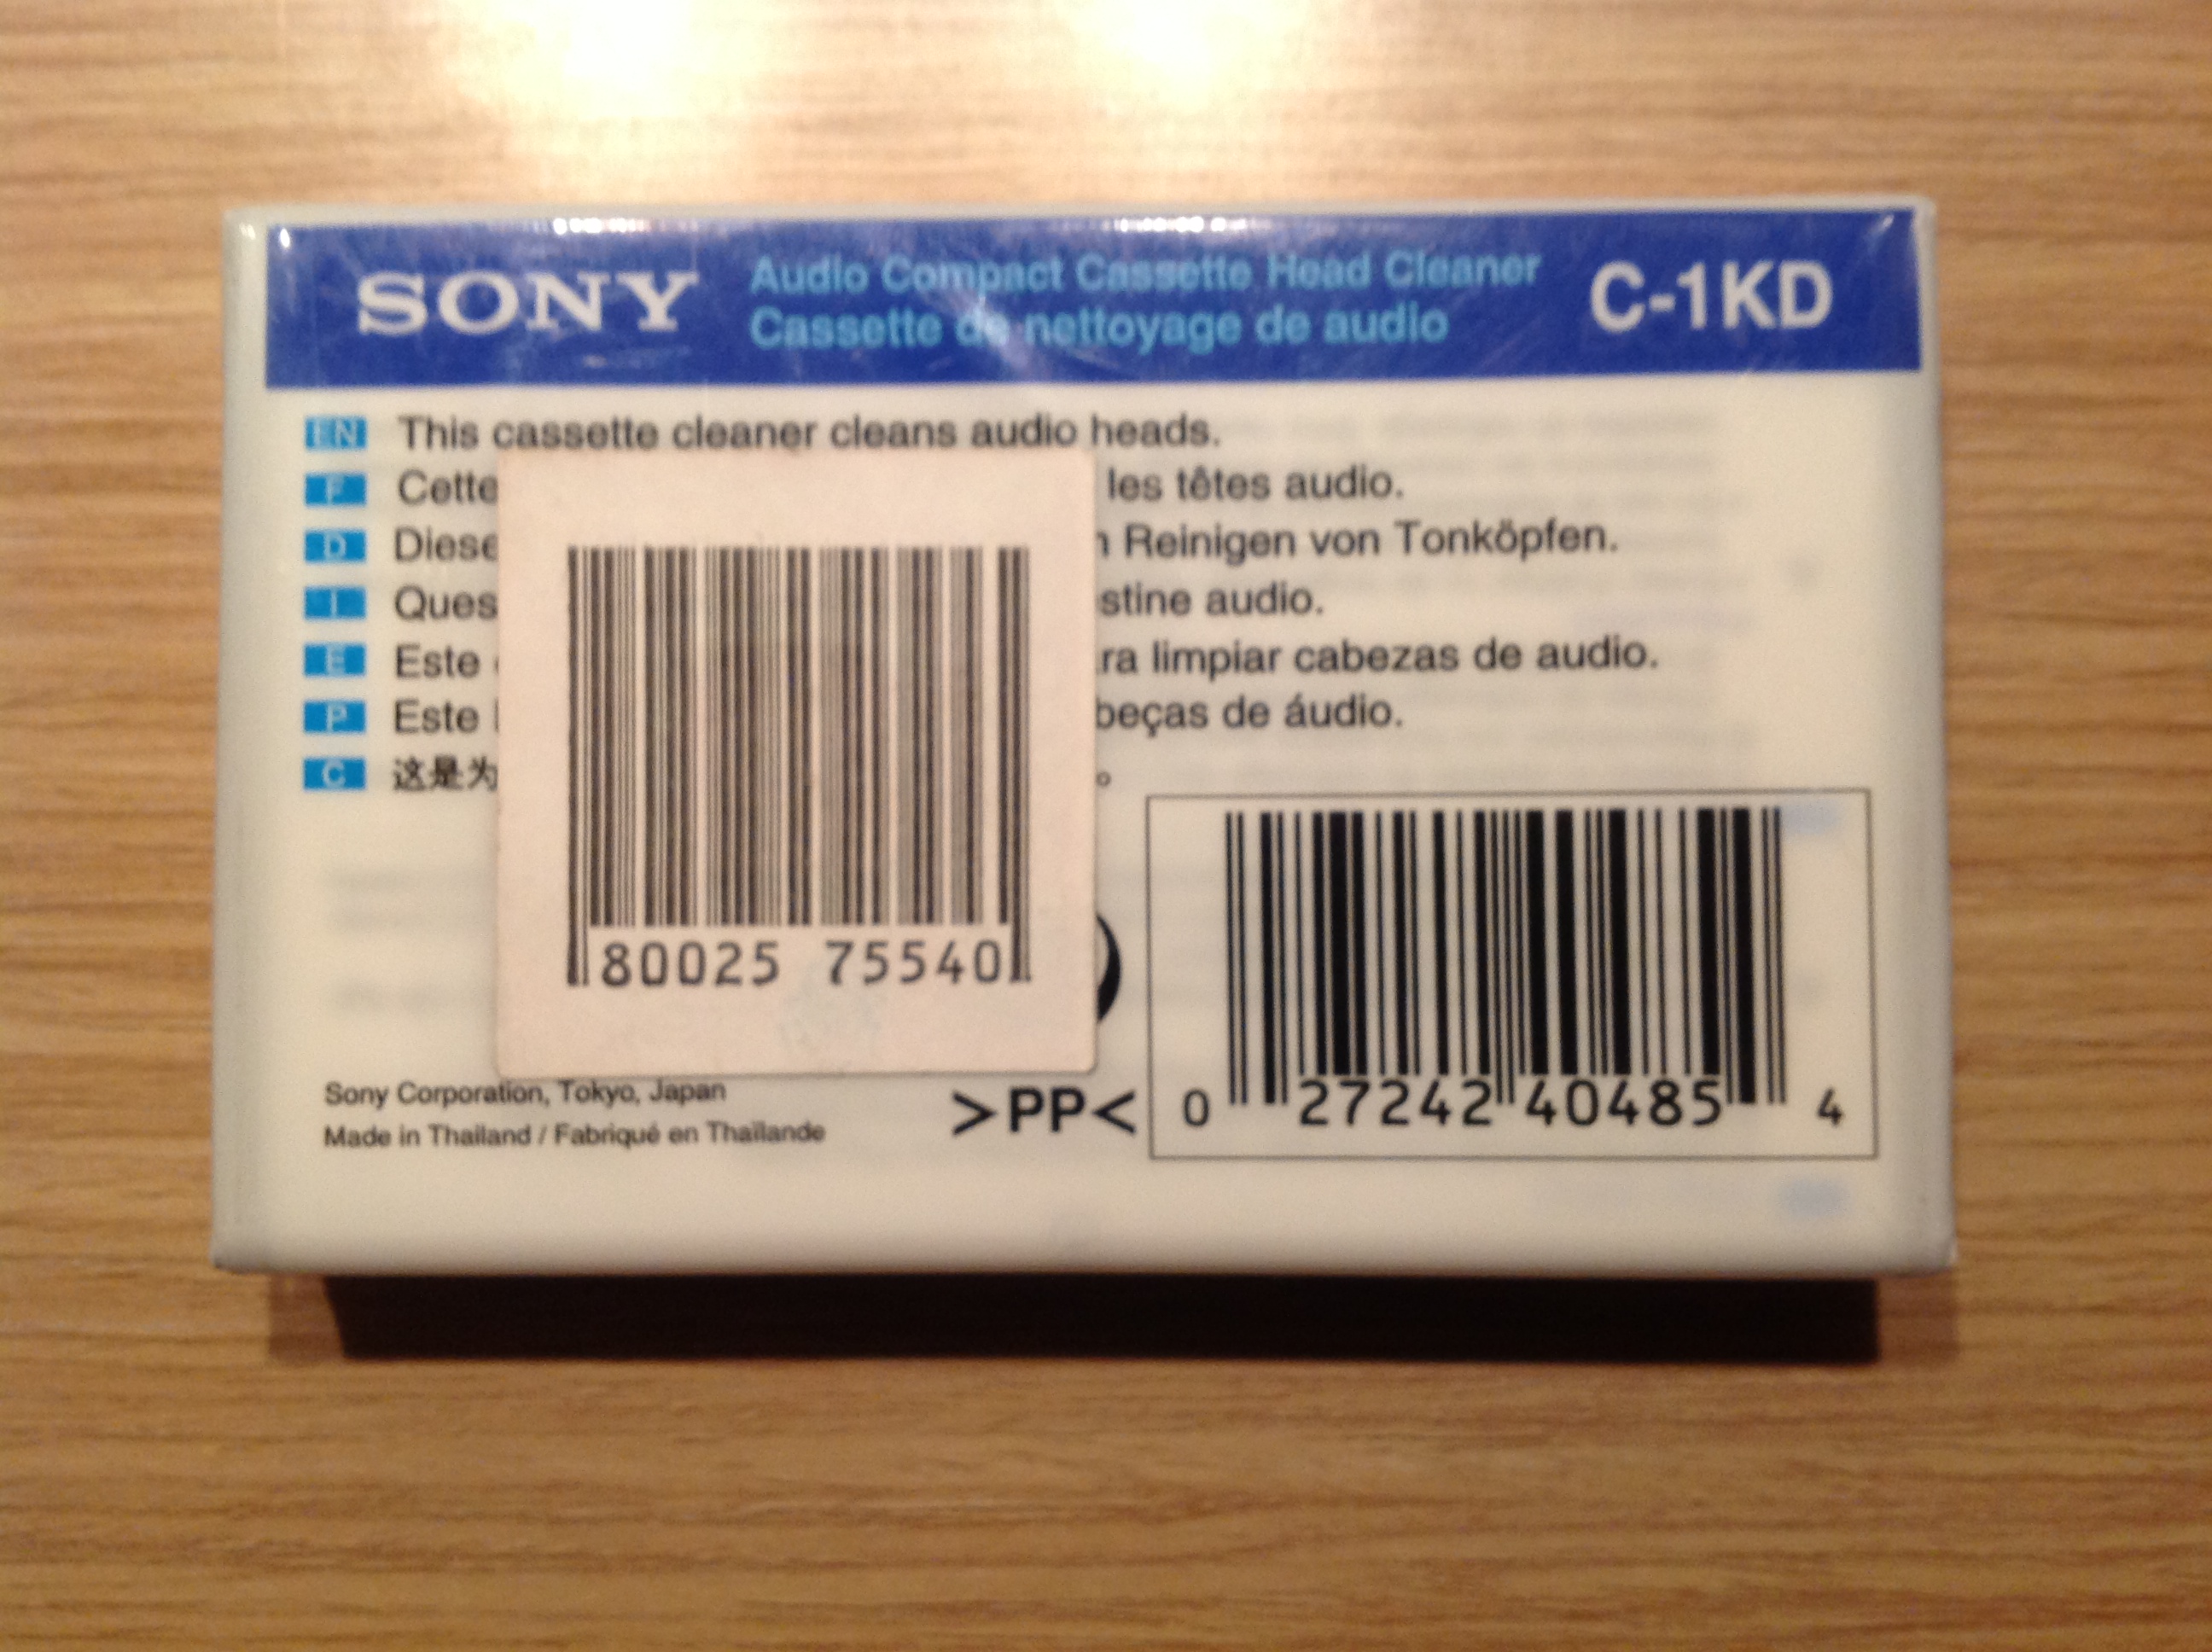 SONY
Audio Compact Cassette Head Cleaner
Cassette de nettoyage de audio
C-1KD
EN This cassette cleaner cleans audio heads.
F Cette les têtes audio.
D Diese Reinigen von Tonköpfen.
I Ques stine audio.
E Este ra limpiar cabezas de audio.
P Este beças de áudio.
C 这是为 。
80025 75540
Sony Corporation, Tokyo, Japan
Made in Thailand / Fabriqué en Thaïlande
>PP<
0 27242 40485 4